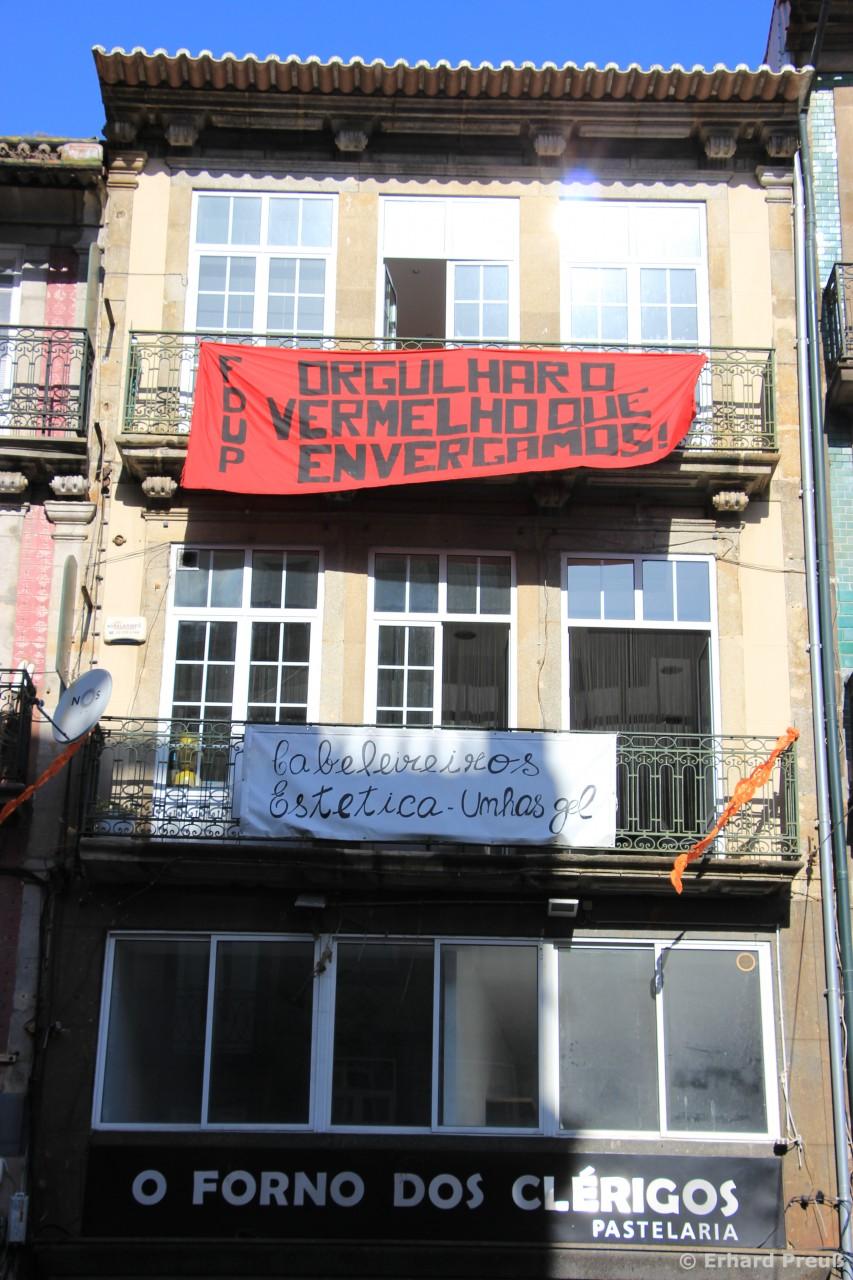 FDUP
ORGULHAR O
VERMELHO QUE
ENVERGAMOS!
NOS
Cabeleireiros
Estetica - Unhas gel
O FORNO DOS CLÉRIGOS
PASTELARIA
© Erhard Preuß